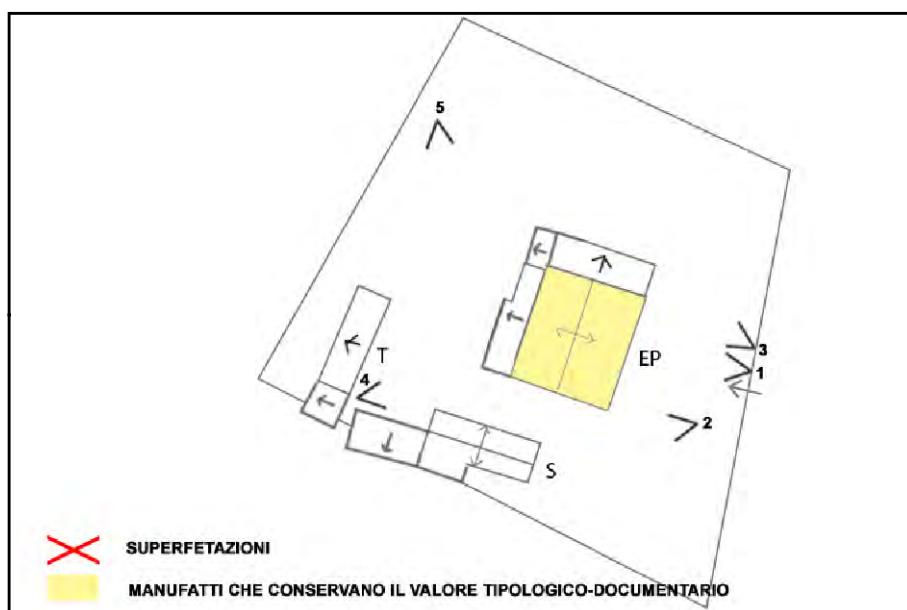 5
3
1
T
EP
4
2
S
SUPERFETAZIONI
MANUFATTI CHE CONSERVANO IL VALORE TIPOLOGICO-DOCUMENTARIO